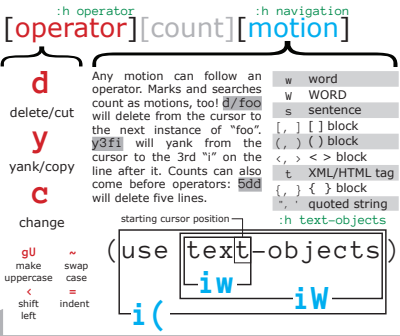 :h operator
:h navigation
[operator][count][motion]
d
delete/cut
y
yank/copy
c
change
gU
make
uppercase
~
swap
case
<
shift
left
=
indent
Any motion can follow an
operator. Marks and searches
count as motions, too! d/foo
will delete from the cursor to
the next instance of “foo”.
y3fi will yank from the
cursor to the 3rd “i” on the
line after it. Counts can also
come before operators: 5dd
will delete five lines.
w word
W WORD
s sentence
[, ] [ ] block
(, ) ( ) block
<, > < > block
t XML/HTML tag
{, } { } block
", ' quoted string
:h text-objects
starting cursor position
(use text-objects)
iw
iW
i(